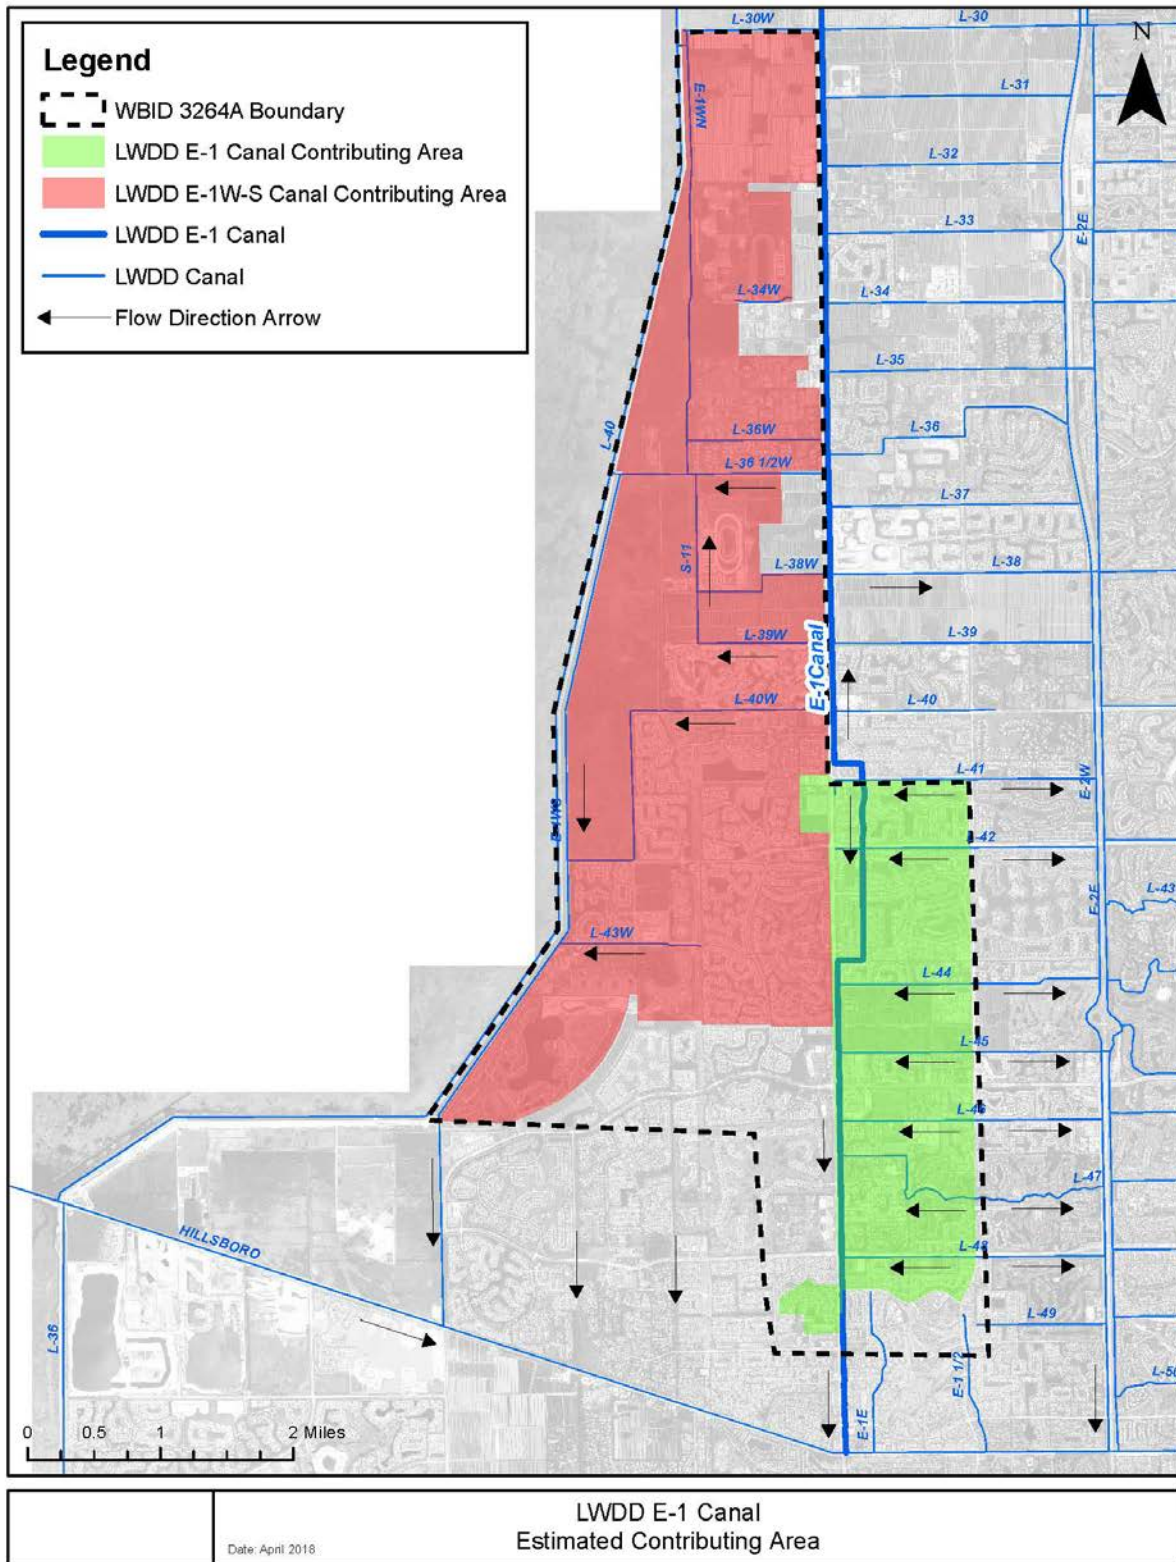 Legend
WBID 3264A Boundary
LWDD E-1 Canal Contributing Area
LWDD E-1W-S Canal Contributing Area
LWDD E-1 Canal
LWDD Canal
Flow Direction Arrow
N
L-30W
L-30
E-1WN
L-31
L-32
L-33
E-2E
L-34W
L-34
L-35
L-40
L-36W
L-36
L-36 1/2W
L-37
S-11
L-38W
L-38
L-39W
L-39
E-1Canal
L-40W
L-40
L-41
E-2W
L-42
L-43
E-2E
L-43W
L-44
L-45
L-46
L-47
HILLSBORO
L-48
L-49
L-36
E-1 1/2
L-50
E-1E
0 0.5 1 2 Miles
LWDD E-1 Canal
Estimated Contributing Area
Date: April 2018